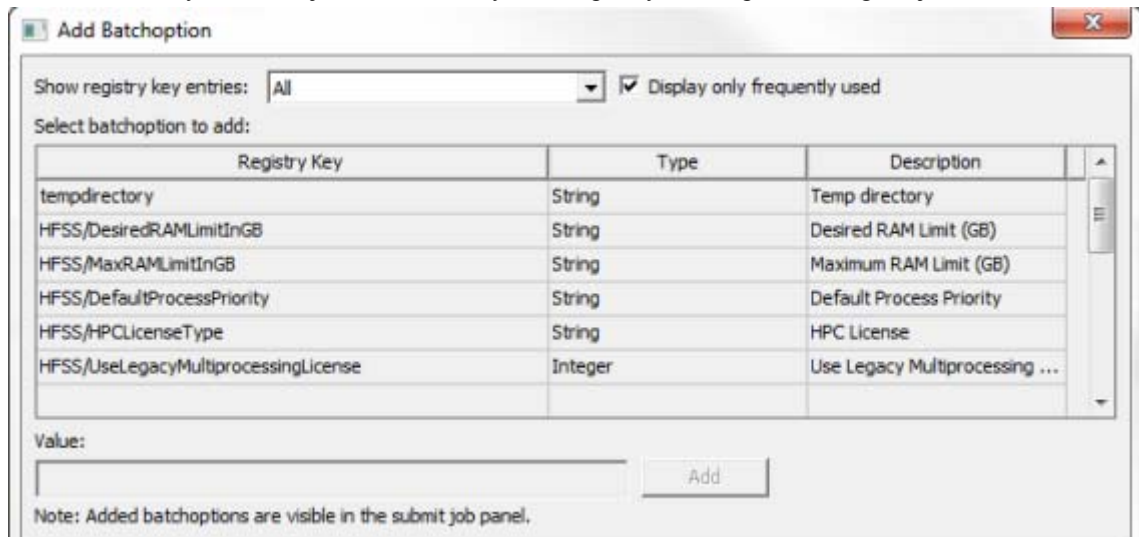 Add Batchoption
Show registry key entries: All Display only frequently used
Select batchoption to add:
Registry Key Type Description
tempdirectory String Temp directory
HFSS/DesiredRAMLimitInGB String Desired RAM Limit (GB)
HFSS/MaxRAMLimitInGB String Maximum RAM Limit (GB)
HFSS/DefaultProcessPriority String Default Process Priority
HFSS/HPCLicenseType String HPC License
HFSS/UseLegacyMultiprocessingLicense Integer Use Legacy Multiprocessing ...
Value:
Add
Note: Added batchoptions are visible in the submit job panel.